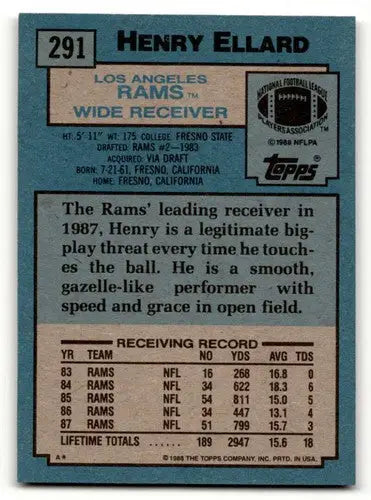 291 HENRY ELLARD
LOS ANGELES
RAMS™
WIDE RECEIVER
NATIONAL FOOTBALL LEAGUE
PLAYERS ASSOCIATION
©1988 NFLPA
TOPPS®
HT: 5' 11" WT: 175 COLLEGE: FRESNO STATE
DRAFTED: RAMS #2—1983
ACQUIRED: VIA DRAFT
BORN: 7-21-61, FRESNO, CALIFORNIA
HOME: FRESNO, CALIFORNIA
The Rams' leading receiver in
1987, Henry is a legitimate big-
play threat every time he touch-
es the ball. He is a smooth,
gazelle-like performer with
speed and grace in open field.
RECEIVING RECORD
YR TEAM NO YDS AVG TDS
83 RAMS NFL 16 268 16.8 0
84 RAMS NFL 34 622 18.3 6
85 RAMS NFL 54 811 15.0 5
86 RAMS NFL 34 447 13.1 4
87 RAMS NFL 51 799 15.7 3
LIFETIME TOTALS ...... 189 2947 15.6 18
A* ©1988 THE TOPPS COMPANY, INC. PRTD. IN U.S.A.